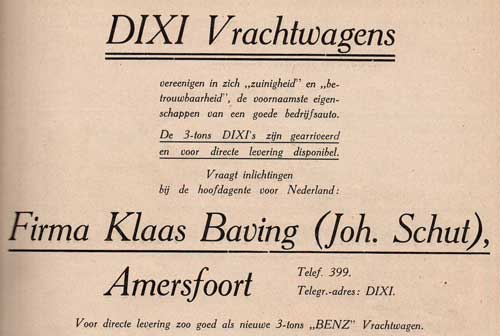 DIXI Vrachtwagens
vereenigen in zich „zuinigheid" en „be-
trouwbaarheid", de voornaamste eigen-
schappen van een goede bedrijfsauto.
De 3-tons DIXI's zijn gearriveerd
en voor directe levering disponibel.
Vraagt inlichtingen
bij de hoofdagente voor Nederland:
Firma Klaas Baving (Joh. Schut),
Amersfoort
Telef. 399.
Telegr.-adres: DIXI.
Voor directe levering zoo goed als nieuwe 3-tons „BENZ" Vrachtwagen.